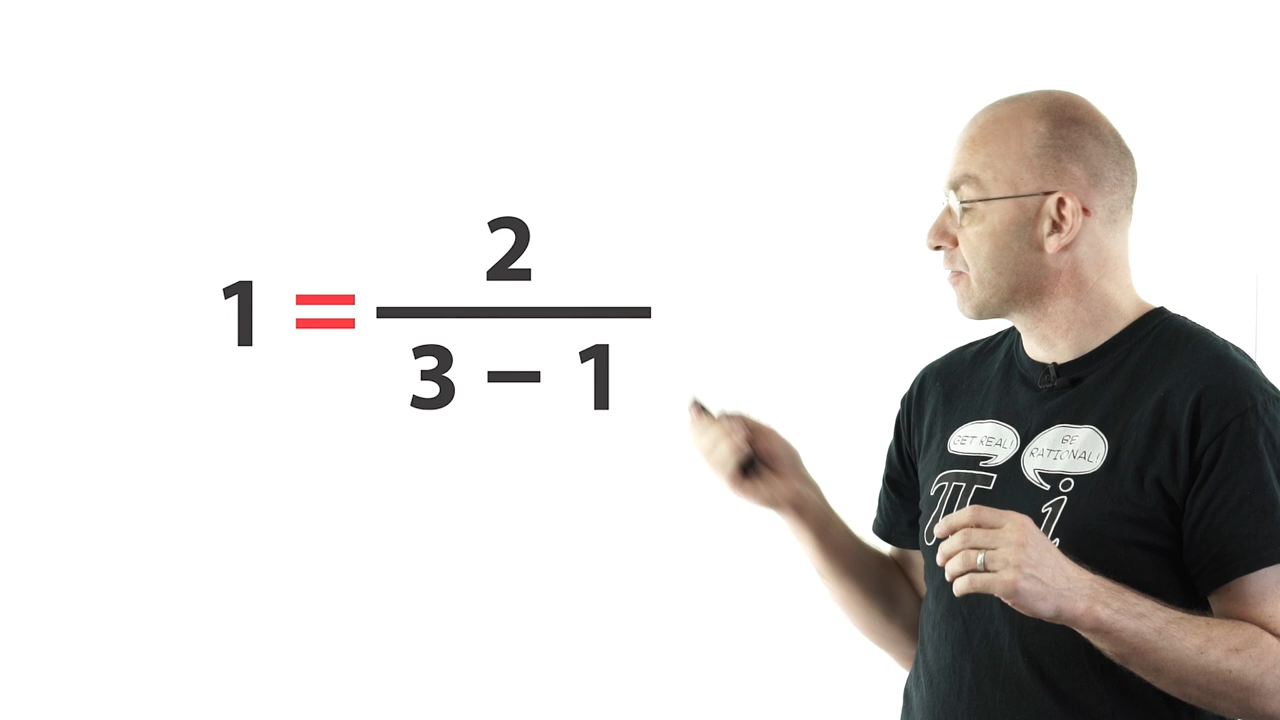 1 = 2 / 3 − 1
GET REAL!
BE
RATIONAL!
π i